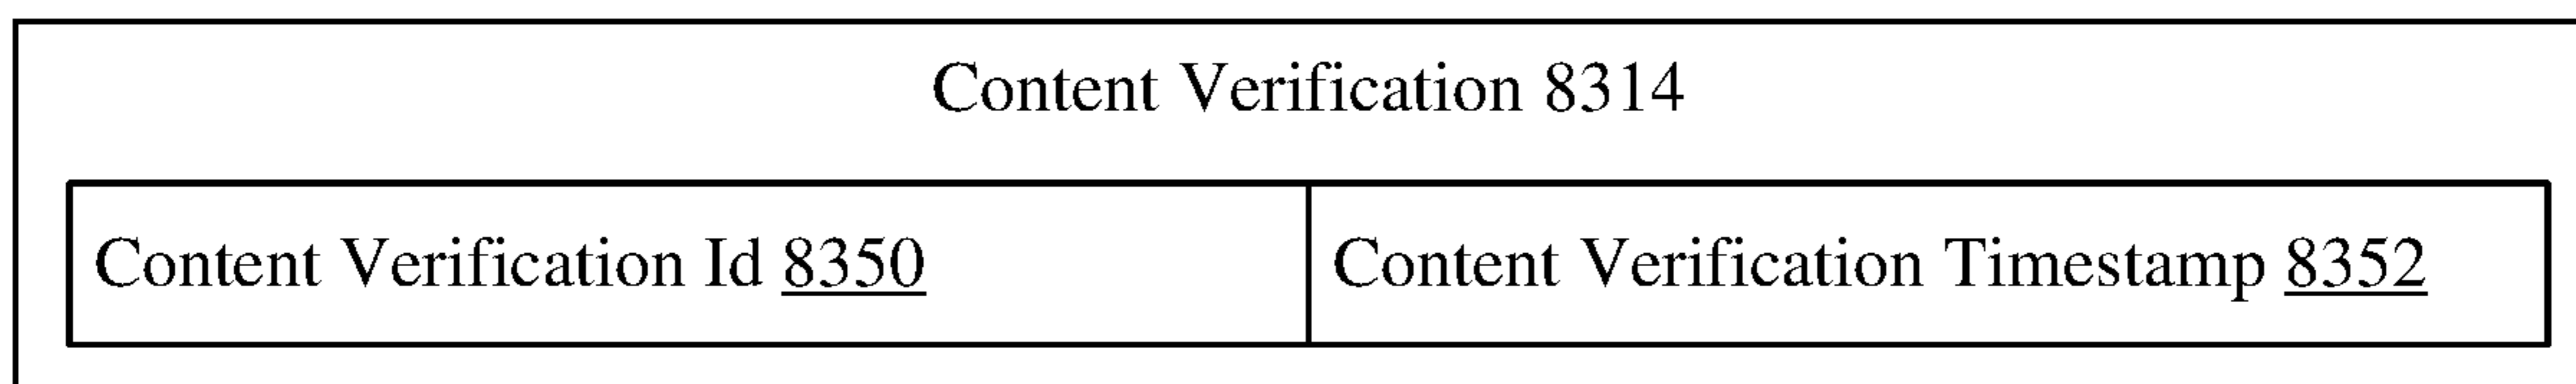 Content Verification 8314
Content Verification Id 8350
Content Verification Timestamp 8352